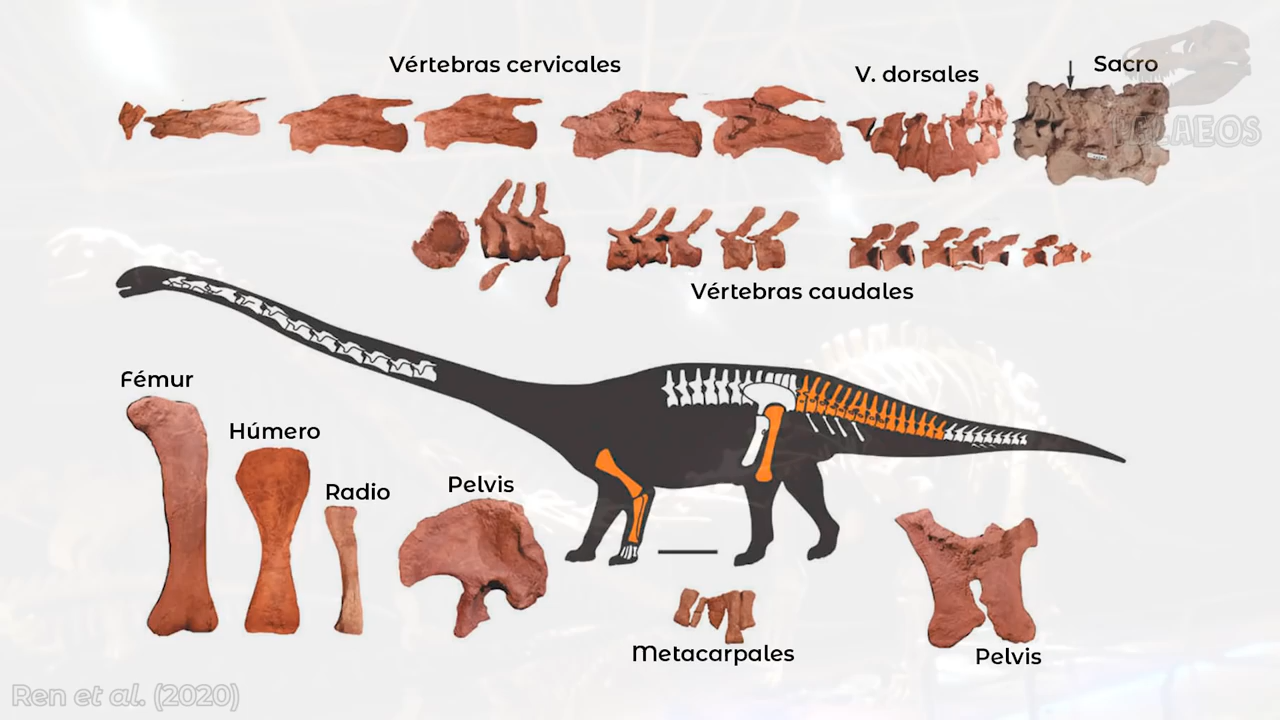 Vértebras cervicales
V. dorsales
Sacro
Vértebras caudales
Fémur
Húmero
Radio
Pelvis
Metacarpales
Pelvis
Ren et al. (2020)